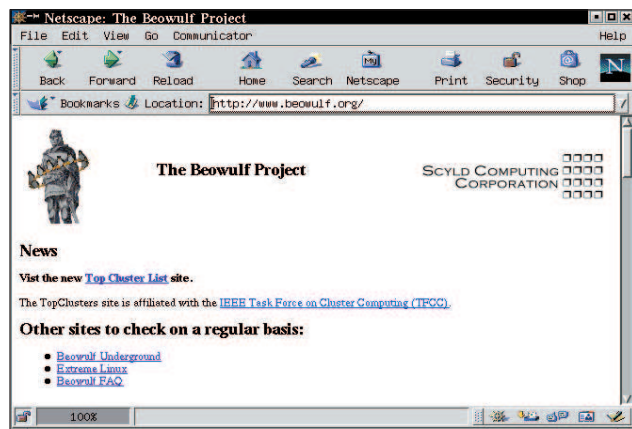 Netscape: The Beowulf Project
File Edit View Go Communicator Help
Back Forward Reload Home Search Netscape Print Security Shop
My
N
Bookmarks Location: http://www.beowulf.org/
The Beowulf Project
SCYLD COMPUTING
CORPORATION
News
Vist the new Top Cluster List site.
The TopClusters site is affiliated with the IEEE Task Force on Cluster Computing (TFCC).
Other sites to check on a regular basis:
Beowulf Underground
Extreme Linux
Beowulf FAQ
100%